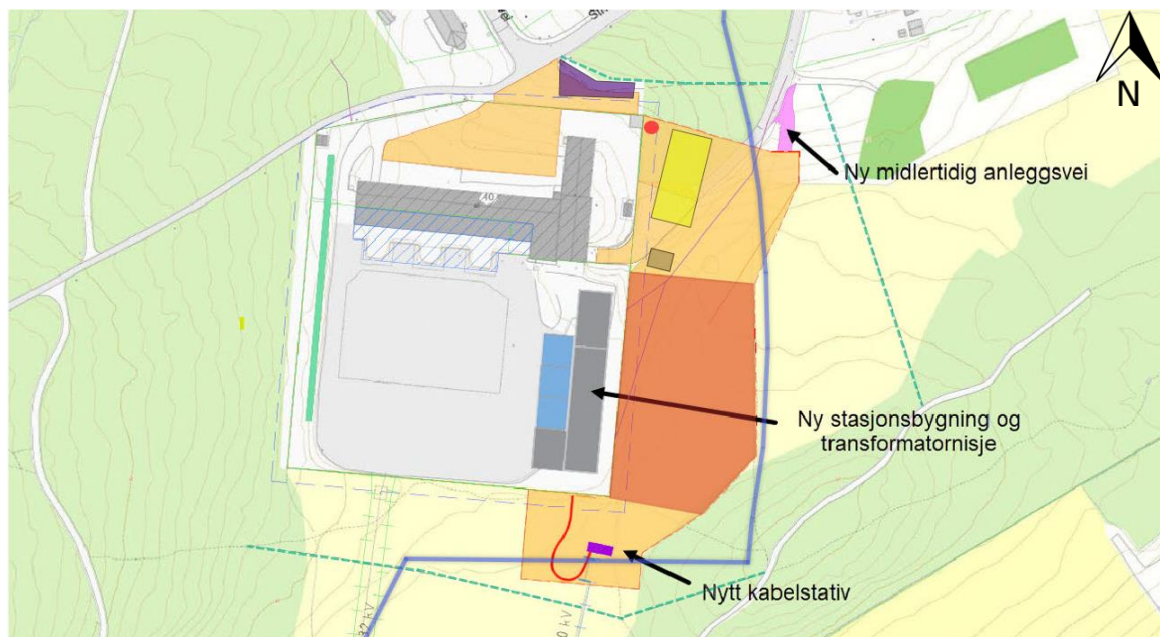 N
Ny midlertidig anleggsvei
40
Ny stasjonsbygning og
transformatornisje
Nytt kabelstativ